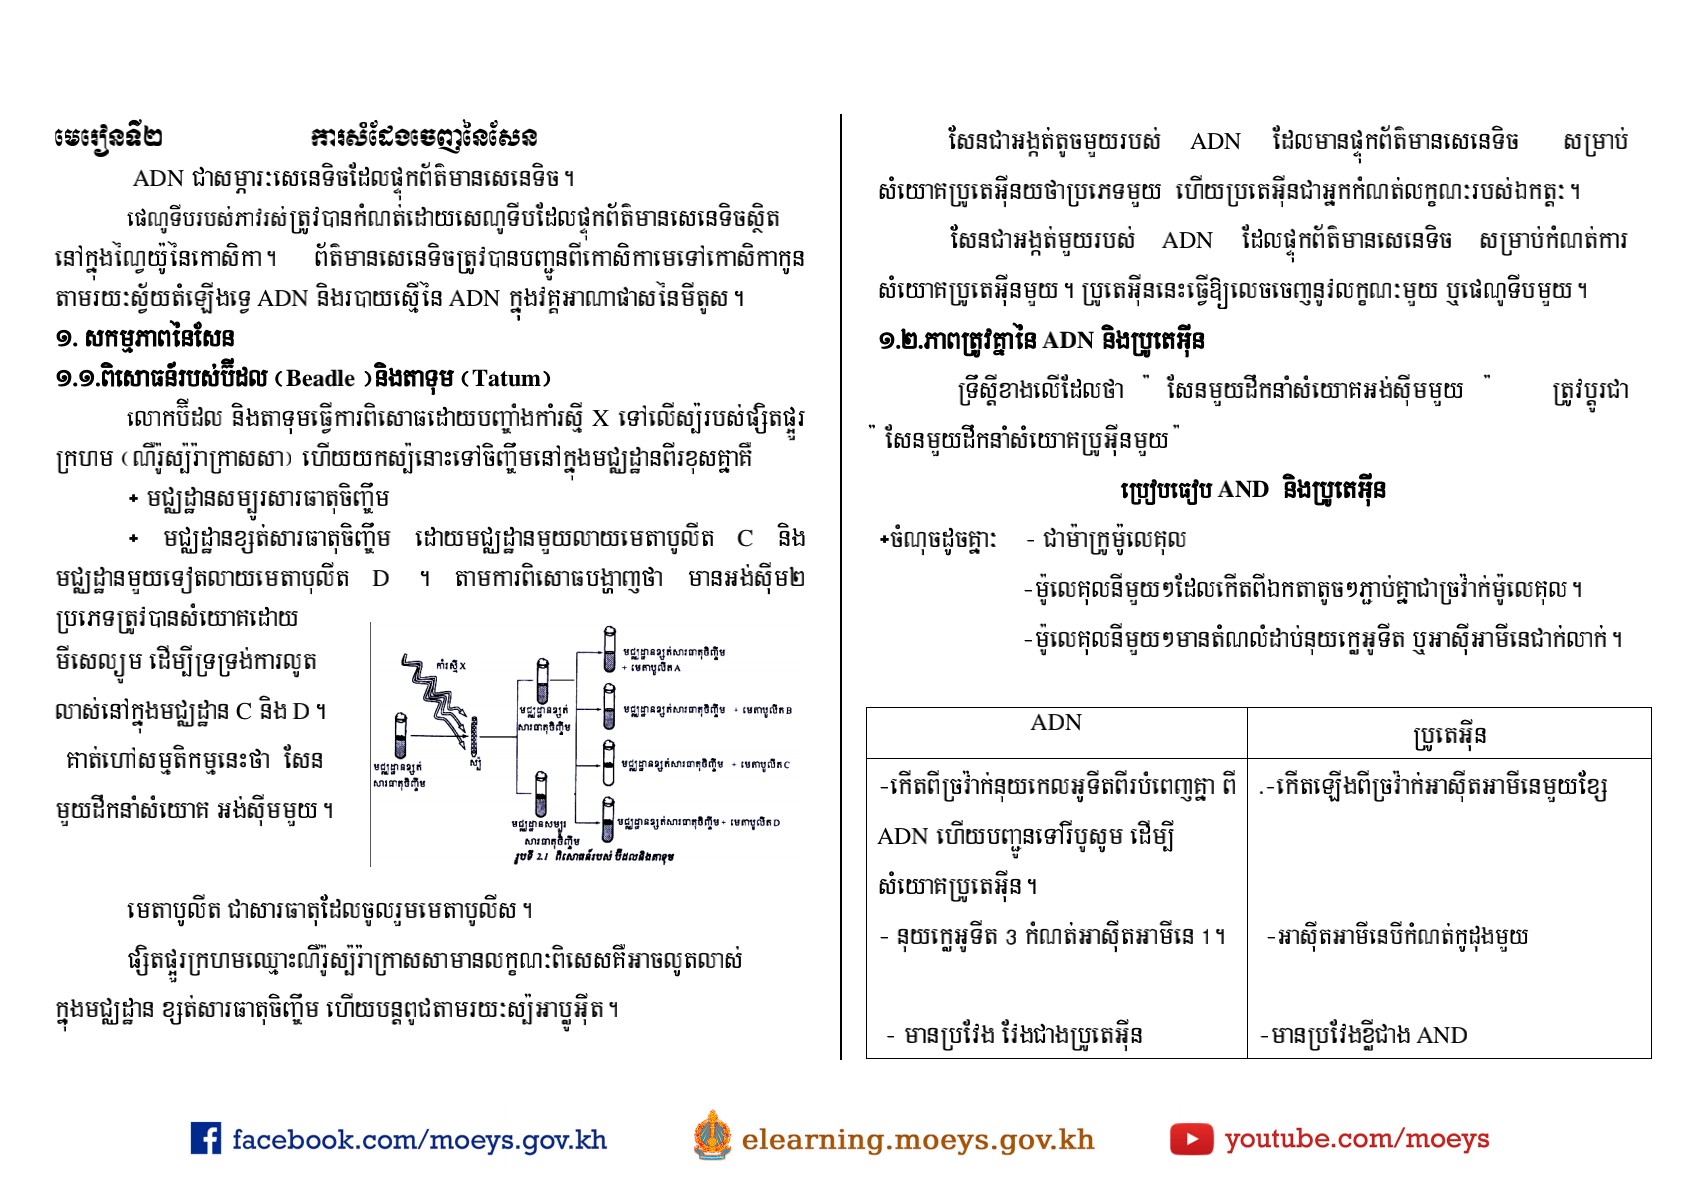 មេរៀនទី២ ការសំដែងចេញនៃសែន
ADN ជាសម្ភារៈសេនេទិចដែលផ្ទុកព័ត៌មានសេនេទិច។
ផេណូទីបរបស់ភាវរស់ត្រូវបានកំណត់ដោយសេណូទីបដែលផ្ទុកព័ត៌មានសេនេទិចស្ថិត
នៅក្នុងណ្វៃយ៉ូនៃកោសិកា។ ព័ត៌មានសេនេទិចត្រូវបានបញ្ជូនពីកោសិកាមេទៅកោសិកាកូន
តាមរយៈស្វ័យតំឡើងទ្វេ ADN និងរបាយស្មើនៃ ADN ក្នុងវគ្គអាណាផាសនៃមីតូស។
១. សកម្មភាពនៃសែន
១.១.ពិសោធន៍របស់ប៊ីដល (Beadle )និងតាទុម (Tatum)
លោកប៊ីដល និងតាទុមធ្វើការពិសោធដោយបញ្ចាំងកាំរស្មី X ទៅលើស្ប៉របស់ផ្សិតផ្អួរ
ក្រហម (ណឺរ៉ូស្ប៉រ៉ាក្រាសសា) ហើយយកស្ប៉នោះទៅចិញ្ចឹមនៅក្នុងមជ្ឈដ្ឋានពីរខុសគ្នាគឺ
+ មជ្ឈដ្ឋានសម្បូរសារធាតុចិញ្ចឹម
+ មជ្ឈដ្ឋានខ្សត់សារធាតុចិញ្ចឹម ដោយមជ្ឈដ្ឋានមួយលាយមេតាបូលីត C និង
មជ្ឈដ្ឋានមួយទៀតលាយមេតាបុលីត D ។ តាមការពិសោធបង្ហាញថា មានអង់ស៊ីម២
ប្រភេទត្រូវបានសំយោគដោយ
មីសេល្យូម ដើម្បីទ្រទ្រង់ការលូត
លាស់នៅក្នុងមជ្ឈដ្ឋាន C និង D។
គាត់ហៅសម្មតិកម្មនេះថា សែន
មួយដឹកនាំសំយោគ អង់ស៊ីមមួយ។
កាំរស្មី X
មជ្ឈដ្ឋានខ្សត់
សារធាតុចិញ្ចឹម
ស្ប៉
មជ្ឈដ្ឋានខ្សត់
សារធាតុចិញ្ចឹម
មជ្ឈដ្ឋានសម្បូរ
សារធាតុចិញ្ចឹម
មជ្ឈដ្ឋានខ្សត់សារធាតុចិញ្ចឹម
+ មេតាបូលីត A
មជ្ឈដ្ឋានខ្សត់សារធាតុចិញ្ចឹម + មេតាបូលីត B
មជ្ឈដ្ឋានខ្សត់សារធាតុចិញ្ចឹម + មេតាបូលីត C
មជ្ឈដ្ឋានខ្សត់សារធាតុចិញ្ចឹម + មេតាបូលីត D
រូបទី 2.1 ពិសោធន៍របស់ ប៊ីដលនិងតាទុម
មេតាបូលីត ជាសារធាតុដែលចូលរួមមេតាបូលីស។
ផ្សិតផ្អួរក្រហមឈ្មោះណឺរ៉ូស្ប៉រ៉ាក្រាសសាមានលក្ខណៈពិសេសគឺអាចលូតលាស់
ក្នុងមជ្ឈដ្ឋាន ខ្សត់សារធាតុចិញ្ចឹម ហើយបន្តពូជតាមរយៈស្ប៉អាប្លូអ៊ីត។
សែនជាអង្កត់តូចមួយរបស់ ADN ដែលមានផ្ទុកព័ត៌មានសេនេទិច សម្រាប់
សំយោគប្រូតេអ៊ីនយថាប្រភេទមួយ ហើយប្រតេអ៊ីនជាអ្នកកំណត់លក្ខណៈរបស់ឯកត្តៈ។
សែនជាអង្កត់មួយរបស់ ADN ដែលផ្ទុកព័ត៌មានសេនេទិច សម្រាប់កំណត់ការ
សំយោគប្រូតេអ៊ីនមួយ។ ប្រូតេអ៊ីននេះធ្វើឱ្យលេចចេញនូវលក្ខណៈមួយ ឬផេណូទីបមួយ។
១.២.ភាពត្រូវគ្នានៃ ADN និងប្រូតេអ៊ីន
ទ្រឹស្តីខាងលើដែលថា " សែនមួយដឹកនាំសំយោគអង់ស៊ីមមួយ " ត្រូវប្តូរជា
" សែនមួយដឹកនាំសំយោគប្រូអ៊ីនមួយ"
ប្រៀបធៀប AND និងប្រូតេអ៊ីន
+ចំណុចដូចគ្នា: - ជាម៉ាក្រូម៉ូលេគុល
-ម៉ូលេគុលនីមួយៗដែលកើតពីឯកតាតូចៗភ្ជាប់គ្នាជាច្រវ៉ាក់ម៉ូលេគុល។
-ម៉ូលេគុលនីមួយៗមានតំណលំដាប់នុយក្លេអូទីត ឬអាស៊ីអាមីនេជាក់លាក់។
ADN
ប្រូតេអ៊ីន
-កើតពីច្រវ៉ាក់នុយកេលអូទីតពីរបំពេញគ្នា ពី
ADN ហើយបញ្ជូនទៅរីបូសូម ដើម្បី
សំយោគប្រូតេអ៊ីន។
.-កើតឡើងពីច្រវ៉ាក់អាស៊ីតអាមីនេមួយខ្សែ
- នុយក្លេអូទីត 3 កំណត់អាស៊ីតអាមីនេ 1។
-អាស៊ីតអាមីនេបីកំណត់កូដុងមួយ
- មានប្រវែង វែងជាងប្រូតេអ៊ីន
-មានប្រវែងខ្លីជាង AND
facebook.com/moeys.gov.kh
elearning.moeys.gov.kh
youtube.com/moeys